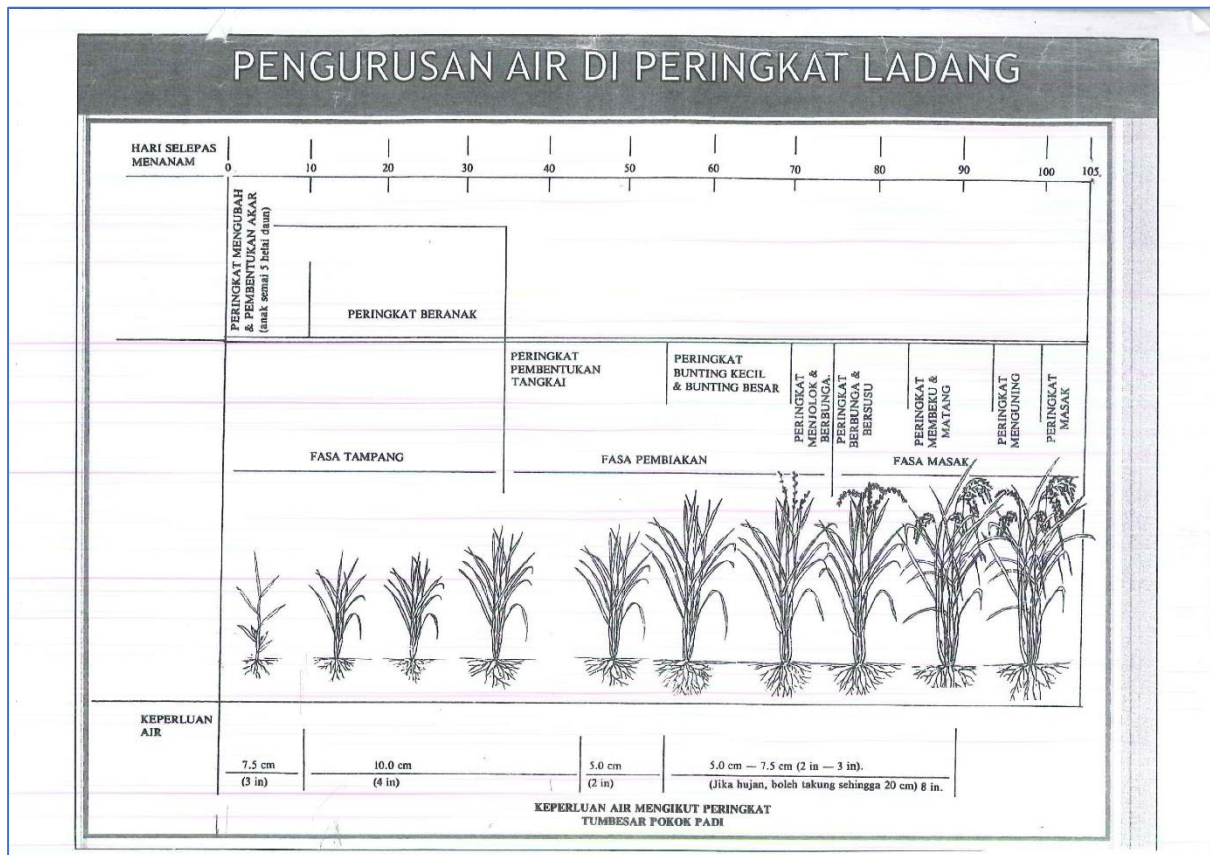 PENGURUSAN AIR DI PERINGKAT LADANG
HARI SELEPAS
MENANAM
0 10 20 30 40 50 60 70 80 90 100 105.
PERINGKAT MENGUBAH
& PEMBENTUKAN AKAR
(anak semai 5 helai daun)
PERINGKAT BERANAK
PERINGKAT
PEMBENTUKAN
TANGKAI
PERINGKAT
BUNTING KECIL
& BUNTING BESAR
PERINGKAT
MENJOLOK &
BERBUNGA.
PERINGKAT
BERBUNGA &
BERSUSU
PERINGKAT
MEMBEKU &
MATANG
PERINGKAT
MENGUNING
PERINGKAT
MASAK
FASA TAMPANG
FASA PEMBIAKAN
FASA MASAK
KEPERLUAN
AIR
7.5 cm
(3 in)
10.0 cm
(4 in)
5.0 cm
(2 in)
5.0 cm — 7.5 cm (2 in — 3 in).
(Jika hujan, boleh takung sehingga 20 cm) 8 in.
KEPERLUAN AIR MENGIKUT PERINGKAT
TUMBESAR POKOK PADI